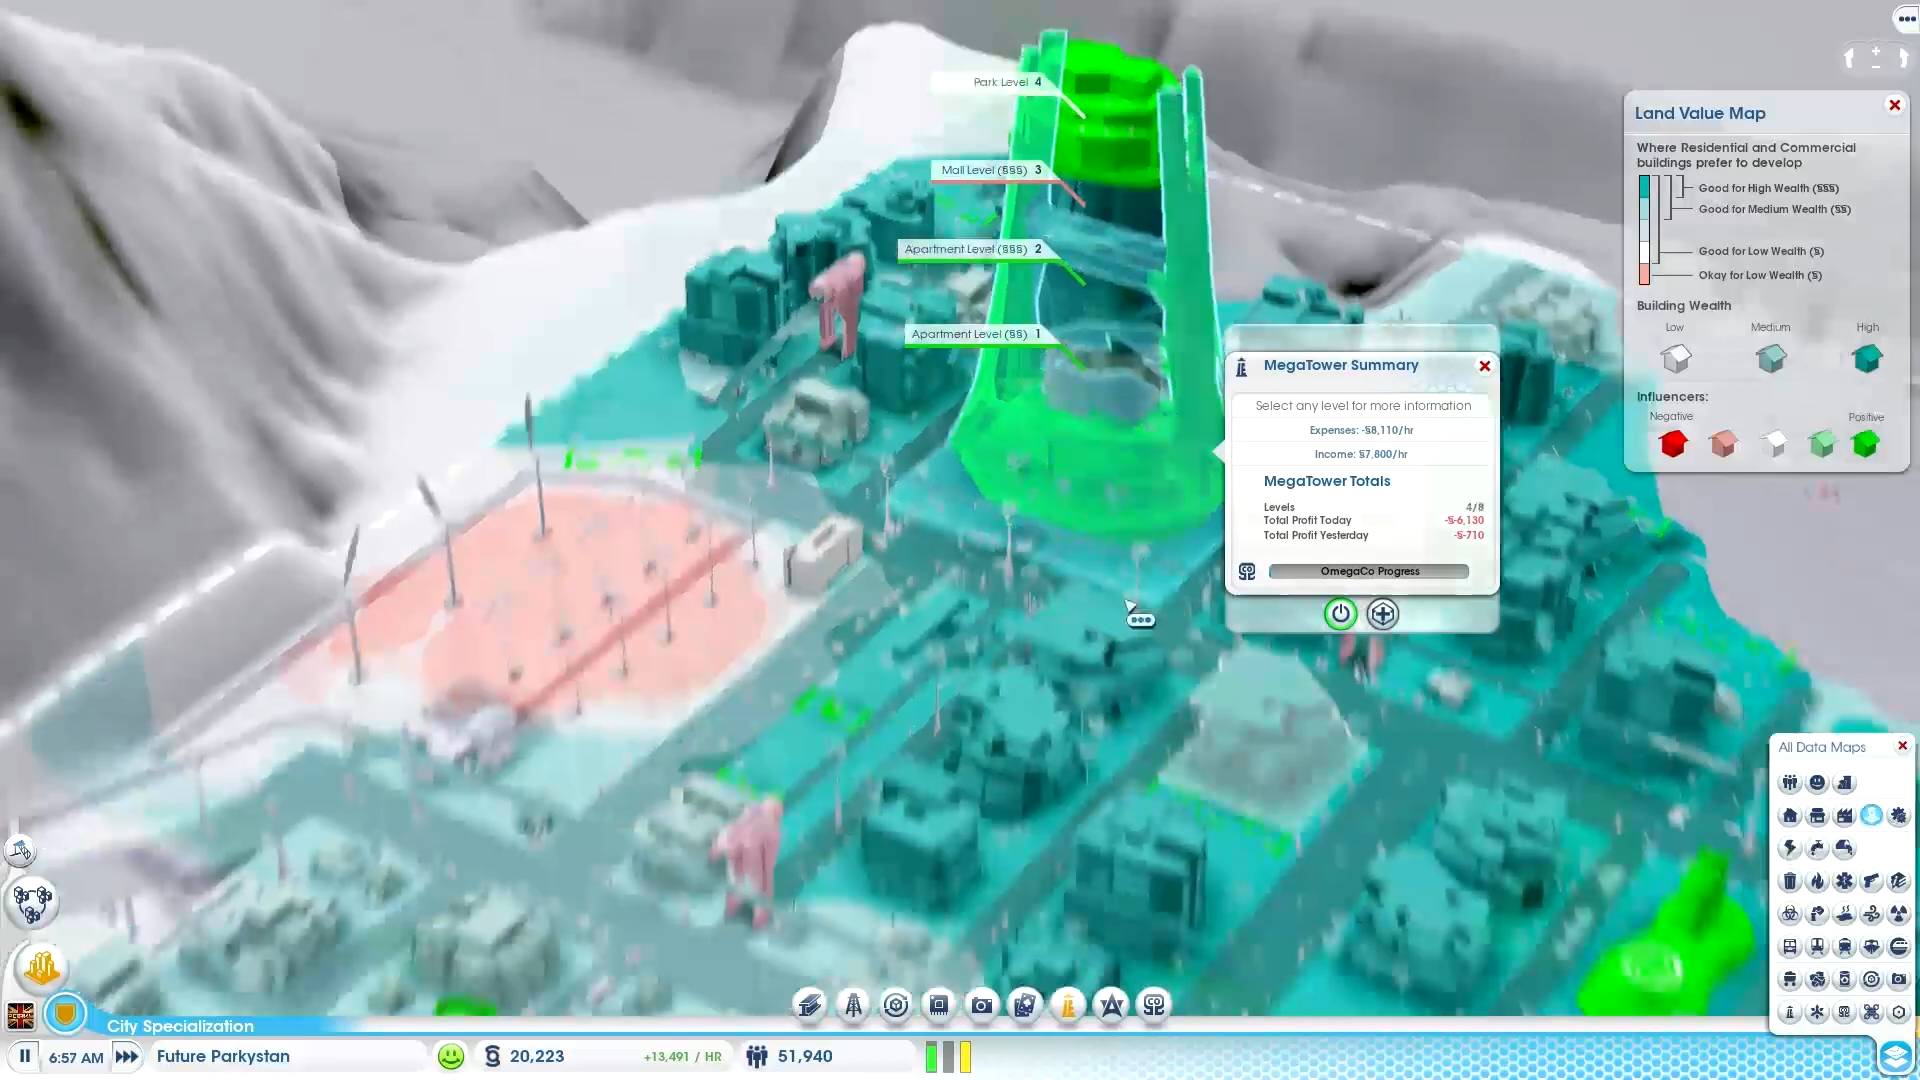 Park Level 4
Mall Level (§§§) 3
Apartment Level (§§§) 2
Apartment Level (§§) 1
Land Value Map
Where Residential and Commercial
buildings prefer to develop
Good for High Wealth (§§§)
Good for Medium Wealth (§§)
Good for Low Wealth (§)
Okay for Low Wealth (§)
Building Wealth
Low Medium High
Influencers:
Negative Positive
MegaTower Summary
Select any level for more information
Expenses: -§8,110/hr
Income: §7,800/hr
MegaTower Totals
Levels 4/8
Total Profit Today -§-6,130
Total Profit Yesterday -§-710
OmegaCo Progress
All Data Maps
City Specialization
6:57 AM Future Parkystan 20,223 +13,491 / HR 51,940